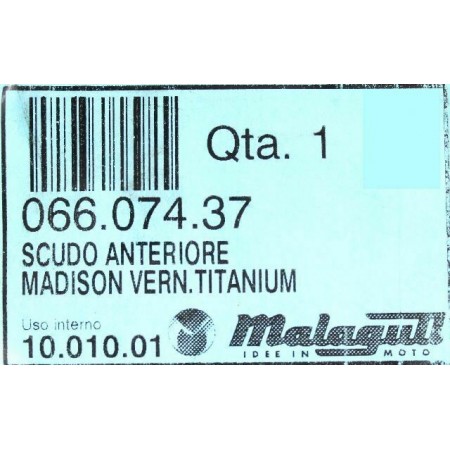 Qta. 1
066.074.37
SCUDO ANTERIORE
MADISON VERN.TITANIUM
Uso interno
10.010.01
Malaguti
IDEE IN MOTO